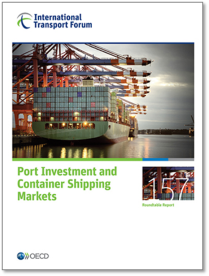 International
Transport Forum
Port Investment and
Container Shipping
Markets
157
Roundtable Report
OECD